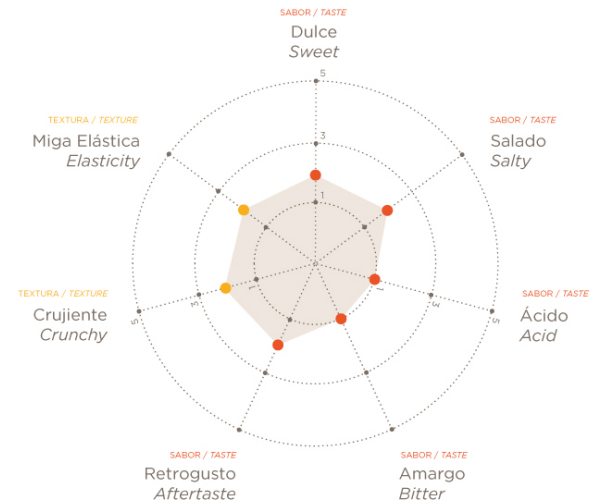 SABOR / TASTE
Dulce
Sweet
5
3
1
0
TEXTURA / TEXTURE
Miga Elástica
Elasticity
SABOR / TASTE
Salado
Salty
TEXTURA / TEXTURE
Crujiente
Crunchy
5
3
1
3
5
SABOR / TASTE
Ácido
Acid
SABOR / TASTE
Retrogusto
Aftertaste
SABOR / TASTE
Amargo
Bitter